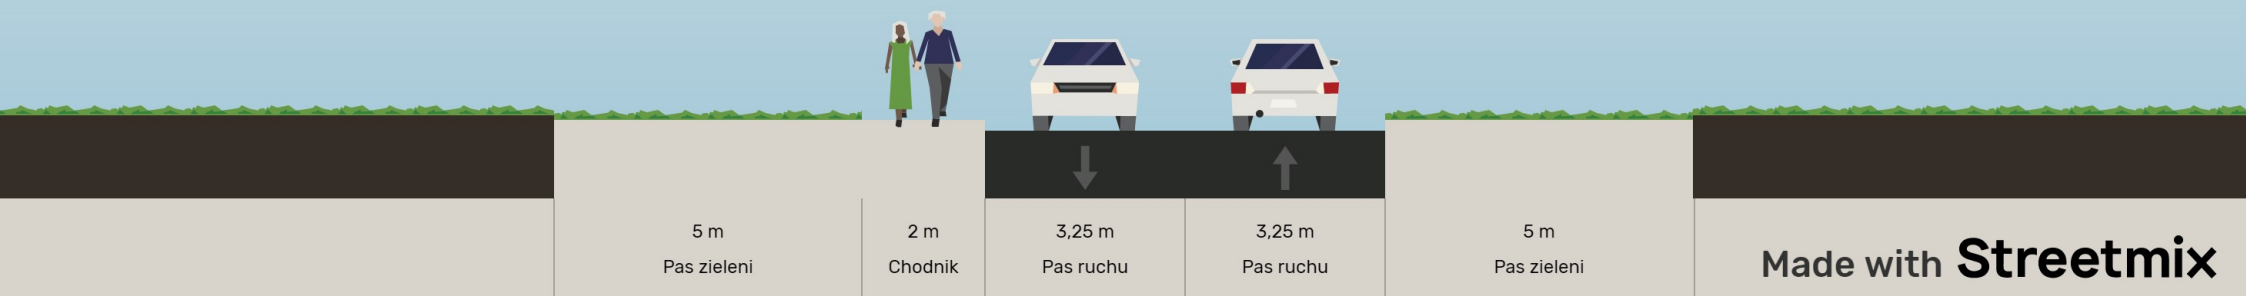 5 m
Pas zieleni
2 m
Chodnik
3,25 m
Pas ruchu
3,25 m
Pas ruchu
5 m
Pas zieleni
Made with Streetmix